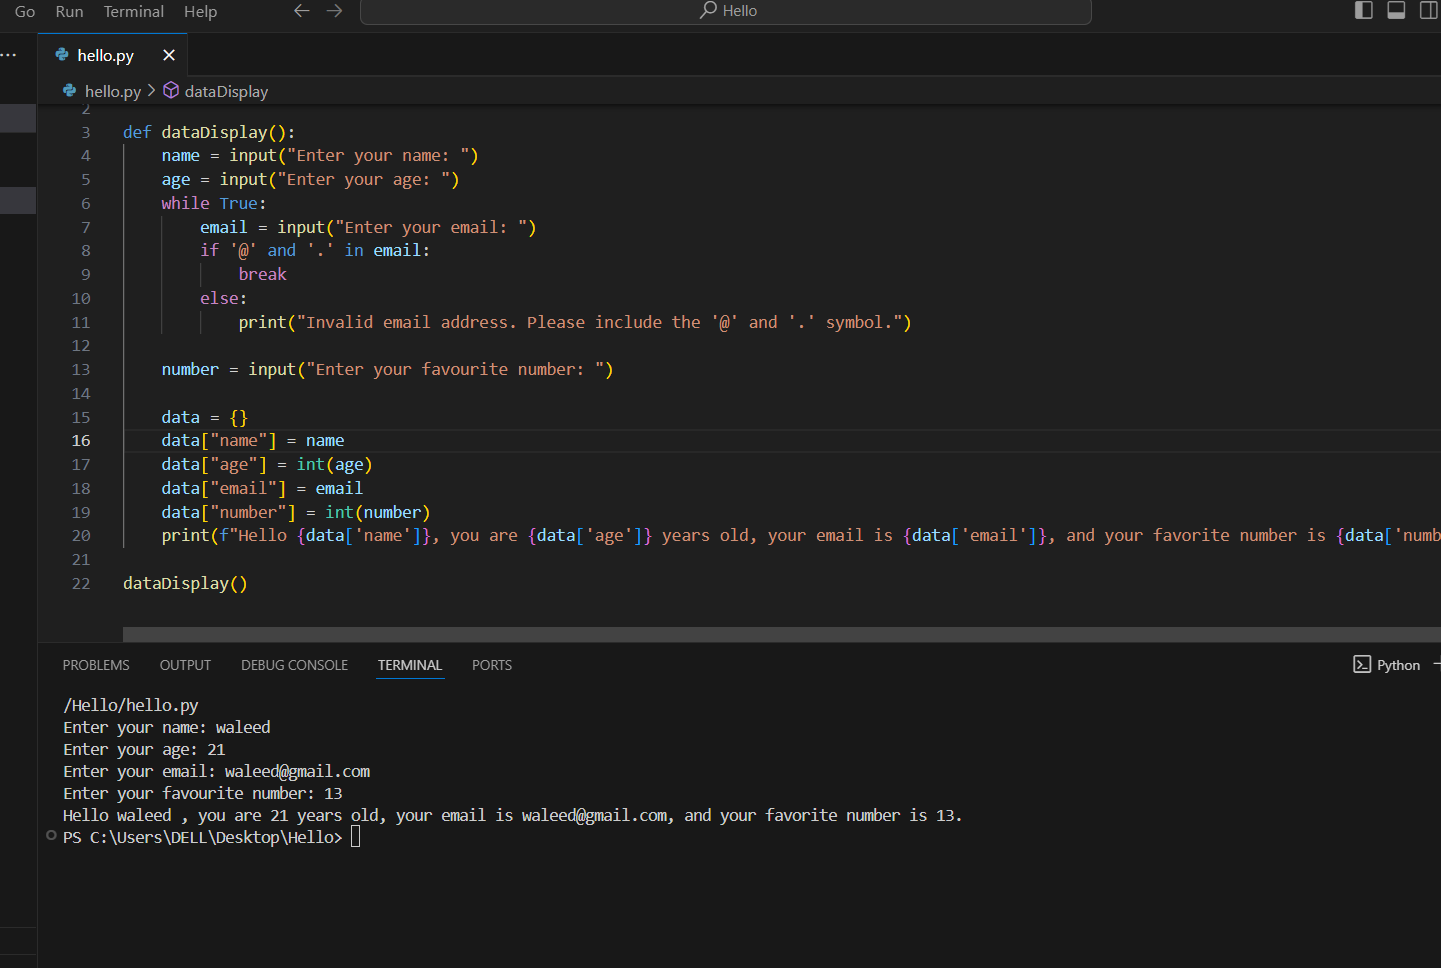 Go Run Terminal Help
Hello
hello.py
hello.py > dataDisplay
2
3 def dataDisplay():
4     name = input("Enter your name: ")
5     age = input("Enter your age: ")
6     while True:
7         email = input("Enter your email: ")
8         if '@' and '.' in email:
9             break
10         else:
11             print("Invalid email address. Please include the '@' and '.' symbol.")
12
13     number = input("Enter your favourite number: ")
14
15     data = {}
16     data["name"] = name
17     data["age"] = int(age)
18     data["email"] = email
19     data["number"] = int(number)
20     print(f"Hello {data['name']}, you are {data['age']} years old, your email is {data['email']}, and your favorite number is {data['numb
21
22 dataDisplay()
PROBLEMS OUTPUT DEBUG CONSOLE TERMINAL PORTS
Python
/Hello/hello.py
Enter your name: waleed
Enter your age: 21
Enter your email: waleed@gmail.com
Enter your favourite number: 13
Hello waleed , you are 21 years old, your email is waleed@gmail.com, and your favorite number is 13.
PS C:\Users\DELL\Desktop\Hello>